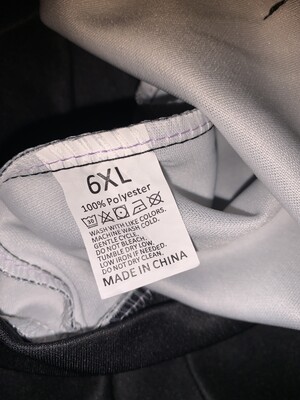 6XL
100% Polyester
30
WASH WITH LIKE COLORS.
MACHINE WASH COLD.
GENTLE CYCLE.
DO NOT BLEACH.
TUMBLE DRY LOW.
LOW IRON IF NEEDED.
DO NOT DRY CLEAN.
MADE IN CHINA